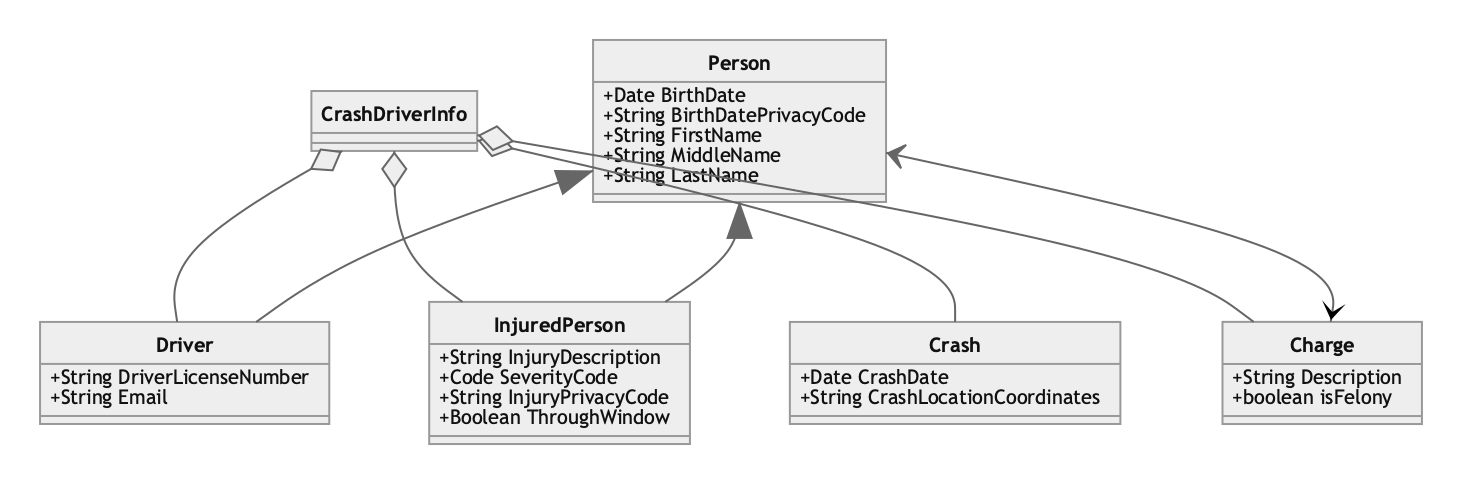 Person
+Date BirthDate
+String BirthDatePrivacyCode
+String FirstName
+String MiddleName
+String LastName
CrashDriverInfo
Driver
+String DriverLicenseNumber
+String Email
InjuredPerson
+String InjuryDescription
+Code SeverityCode
+String InjuryPrivacyCode
+Boolean ThroughWindow
Crash
+Date CrashDate
+String CrashLocationCoordinates
Charge
+String Description
+boolean isFelony